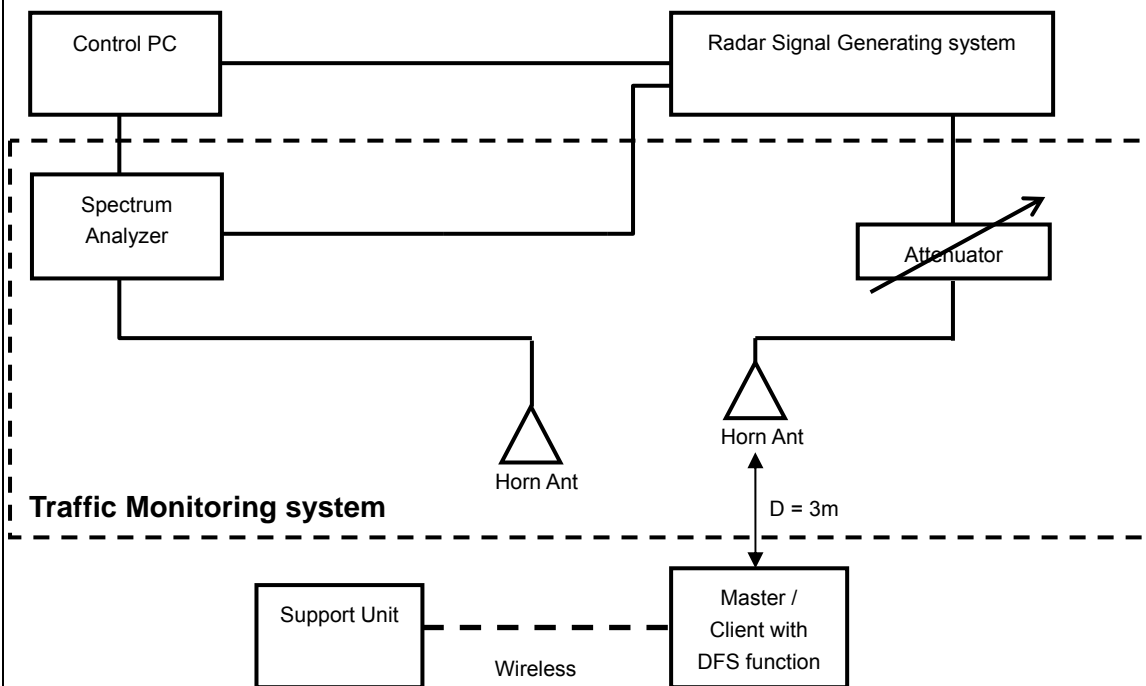 Control PC
Radar Signal Generating system
Spectrum
Analyzer
Attenuator
Horn Ant
Horn Ant
Traffic Monitoring system
D = 3m
Support Unit
Wireless
Master /
Client with
DFS function